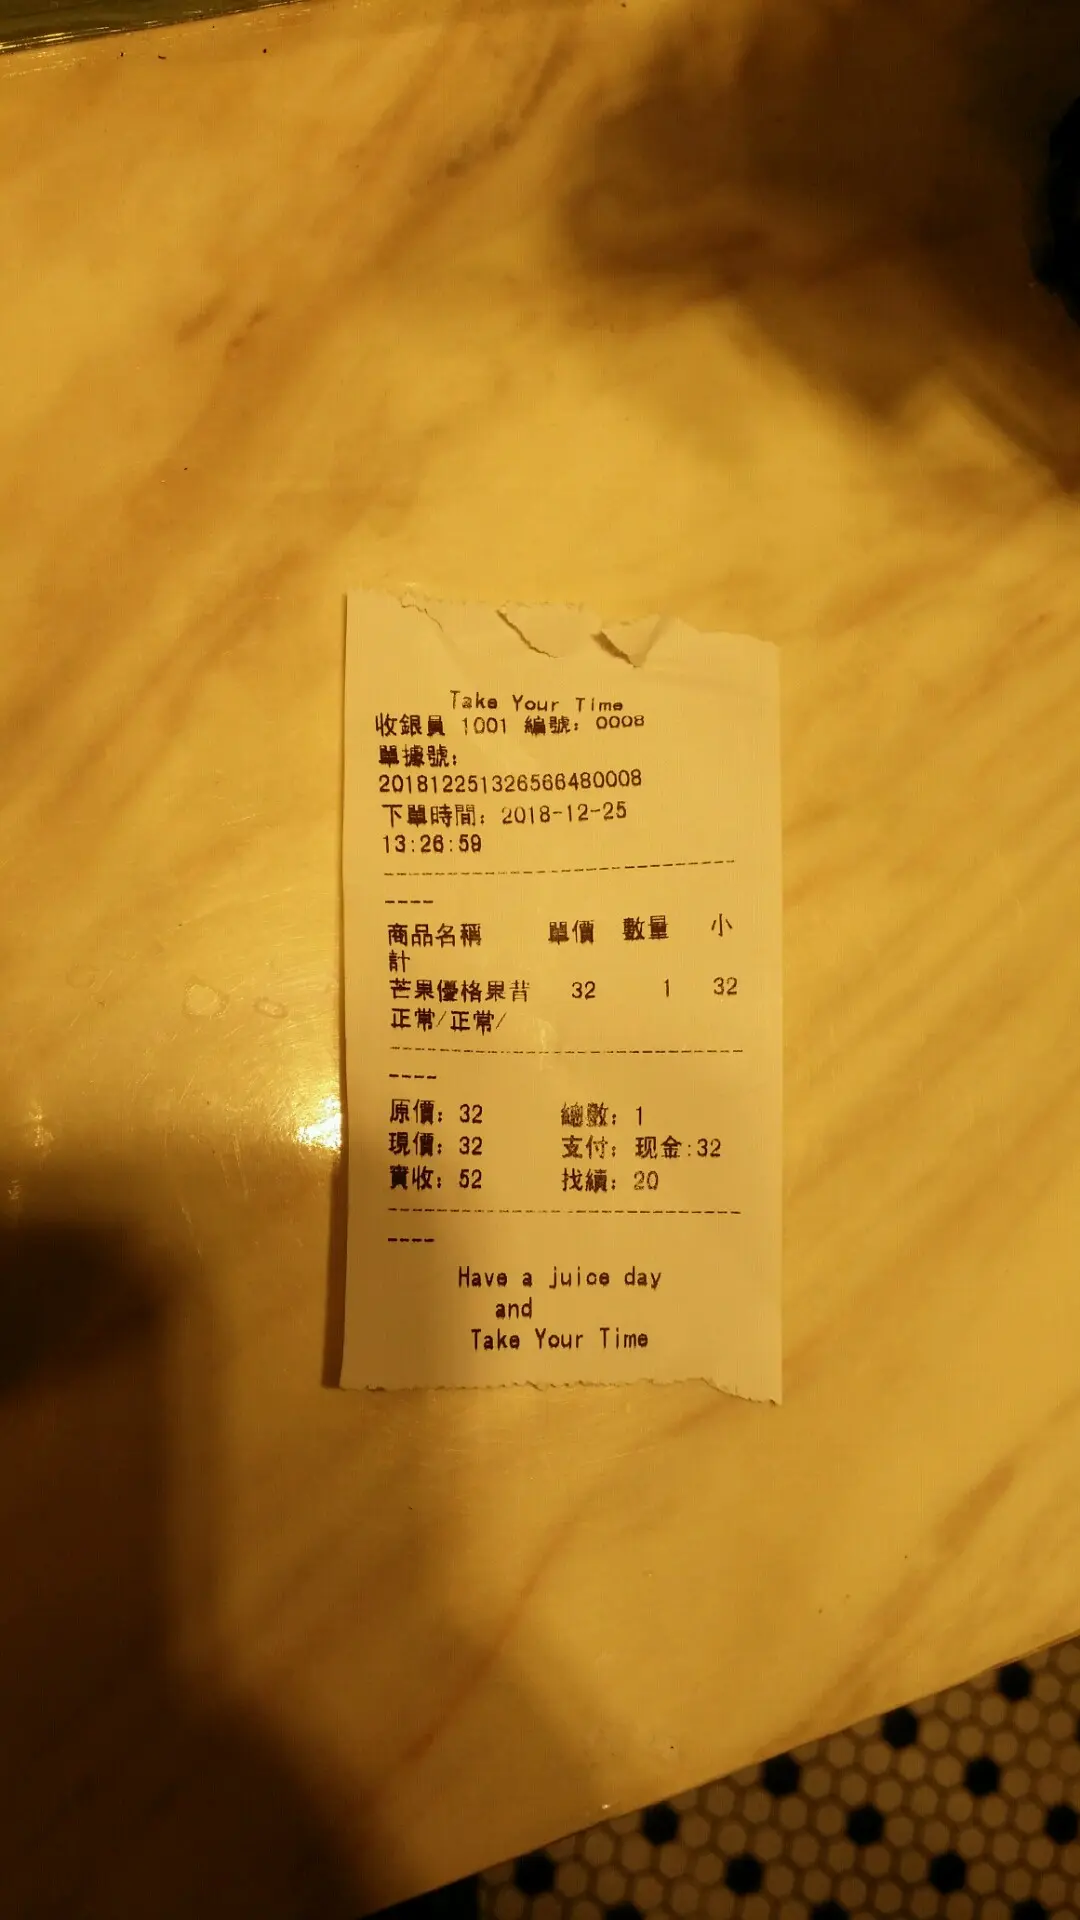 Take Your Time
收銀員 1001 編號: 0008
單據號:
201812251326566480008
下單時間: 2018-12-25
13:26:59
--------------------------------
----
商品名稱 單價 數量 小
計
芒果優格果昔 32 1 32
正常/正常/
--------------------------------
----
原價: 32 總數: 1
現價: 32 支付: 现金:32
實收: 52 找續: 20
--------------------------------
----
Have a juice day
and
Take Your Time